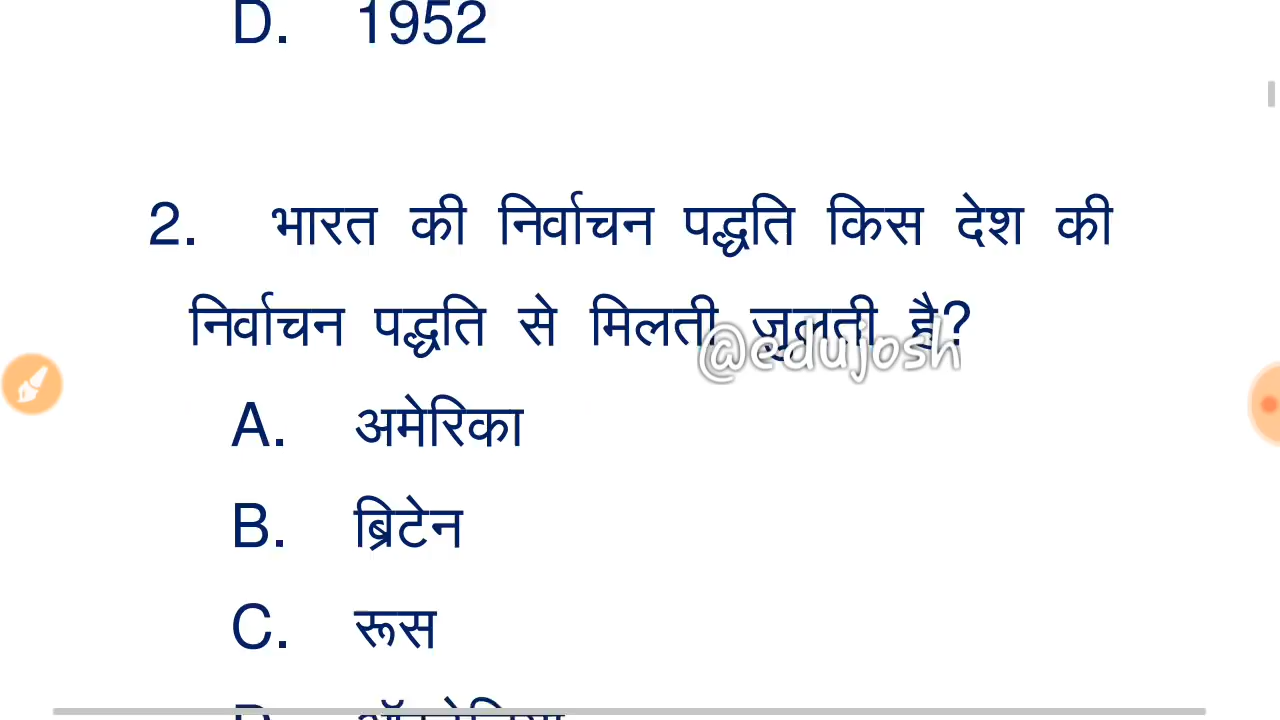 D. 1952
2. भारत की निर्वाचन पद्धति किस देश की
निर्वाचन पद्धति से मिलती जुलती है?
@edujosh
A. अमेरिका
B. ब्रिटेन
C. रूस